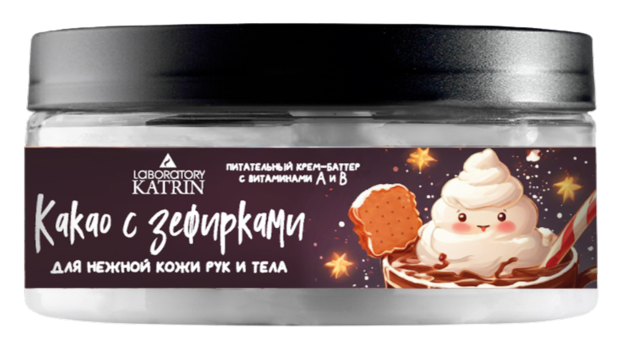 LABORATORY
KATRIN
ПИТАТЕЛЬНЫЙ КРЕМ-БАТТЕР
С ВИТАМИНАМИ А И В
Какао с зефирками
ДЛЯ НЕЖНОЙ КОЖИ РУК И ТЕЛА